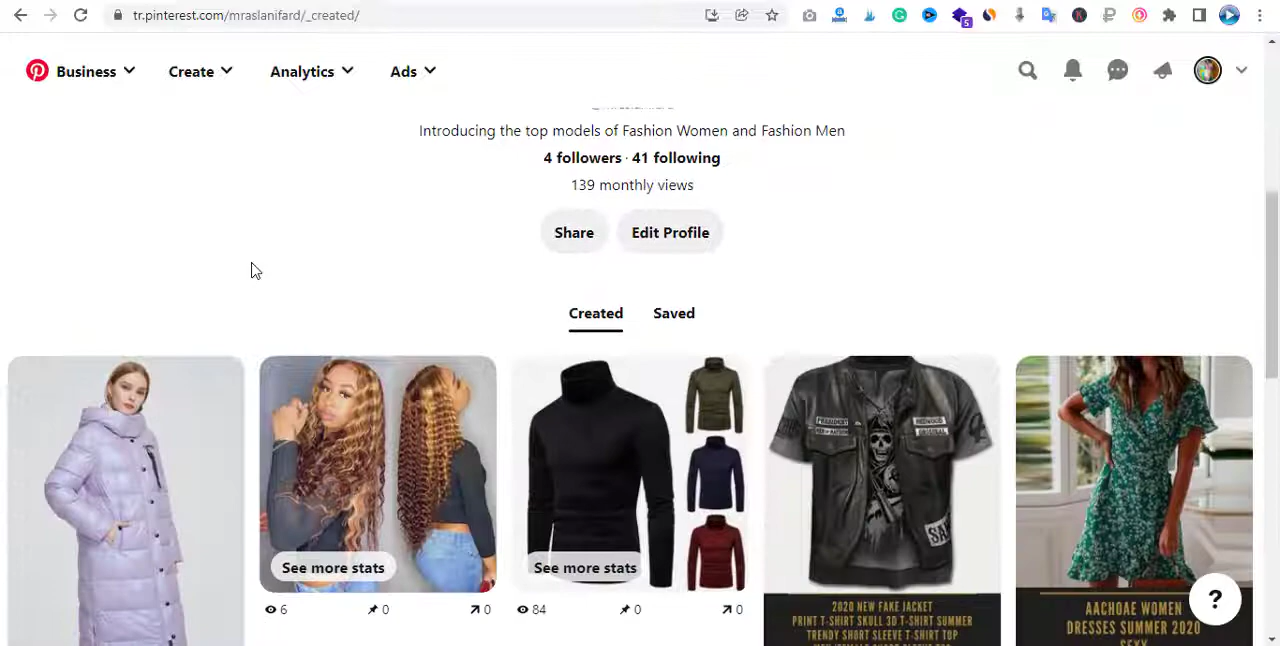 tr.pinterest.com/mraslanifard/_created/
5
Business
Create
Analytics
Ads
Introducing the top models of Fashion Women and Fashion Men
4 followers · 41 following
139 monthly views
Share
Edit Profile
Created
Saved
See more stats
See more stats
6
0
0
84
0
0
2020 NEW FAKE JACKET
PRINT T-SHIRT SKULL 3D T-SHIRT SUMMER
TRENDY SHORT SLEEVE T-SHIRT TOP
AACHOAE WOMEN
DRESSES SUMMER 2020
SEXY
?